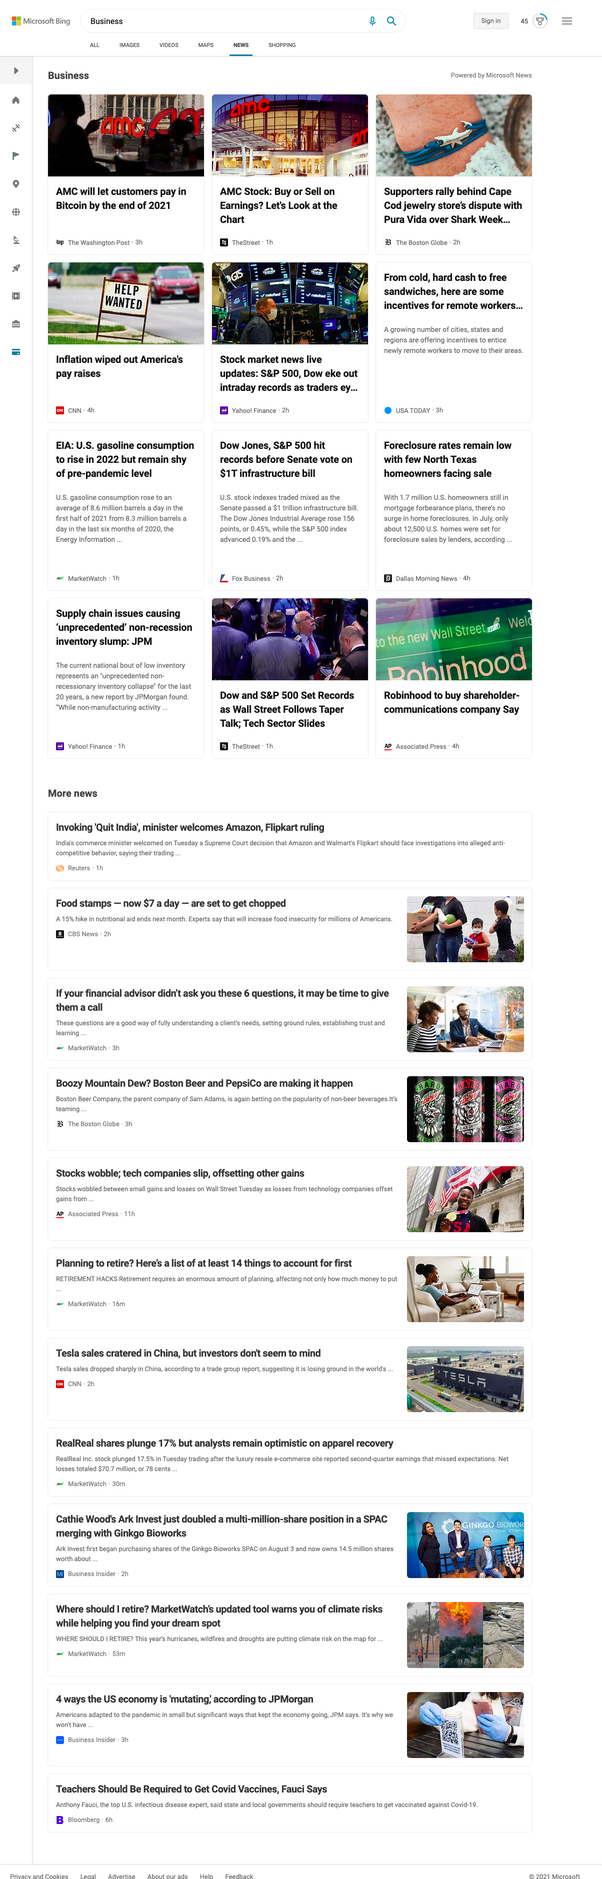 Microsoft Bing
Business
Sign in
45
ALL
IMAGES
VIDEOS
MAPS
NEWS
SHOPPING
Business
Powered by Microsoft News
amc
AMC will let customers pay in
Bitcoin by the end of 2021
The Washington Post · 3h
amc
AMC Stock: Buy or Sell on
Earnings? Let's Look at the
Chart
TheStreet · 1h
Supporters rally behind Cape
Cod jewelry store's dispute with
Pura Vida over Shark Week…
The Boston Globe · 2h
HELP
WANTED
Inflation wiped out America's
pay raises
CNN · 4h
Stock market news live
updates: S&P 500, Dow eke out
intraday records as traders ey…
Yahoo! Finance · 2h
From cold, hard cash to free
sandwiches, here are some
incentives for remote workers…
A growing number of cities, states and
regions are offering incentives to entice
newly remote workers to move to their areas.
USA TODAY · 3h
EIA: U.S. gasoline consumption
to rise in 2022 but remain shy
of pre-pandemic level
U.S. gasoline consumption rose to an
average of 8.6 million barrels a day in the
first half of 2021 from 8.3 million barrels a
day in the last six months of 2020, the
Energy Information ...
MarketWatch · 1h
Dow Jones, S&P 500 hit
records before Senate vote on
$1T infrastructure bill
U.S. stock indexes traded mixed as the
Senate passed a $1 trillion infrastructure bill.
The Dow Jones Industrial Average rose 156
points, or 0.45%, while the S&P 500 index
advanced 0.19% and the ...
Fox Business · 2h
Foreclosure rates remain low
with few North Texas
homeowners facing sale
With 1.7 million U.S. homeowners still in
mortgage forbearance plans, there's no
surge in home foreclosures. In July, only
about 12,500 U.S. homes were set for
foreclosure sales by lenders, according ...
Dallas Morning News · 4h
Supply chain issues causing
'unprecedented' non-recession
inventory slump: JPM
The current national bout of low inventory
represents an "unprecedented non-
recessionary inventory collapse" for the last
20 years, a new report by JPMorgan found.
"While non-manufacturing activity ...
Yahoo! Finance · 1h
Dow and S&P 500 Set Records
as Wall Street Follows Taper
Talk; Tech Sector Slides
TheStreet · 1h
to the new Wall Street
Welc
Robinhood
Robinhood to buy shareholder-
communications company Say
AP
Associated Press · 4h
More news
Invoking 'Quit India', minister welcomes Amazon, Flipkart ruling
India's commerce minister welcomed on Tuesday a Supreme Court decision that Amazon and Walmart's Flipkart should face investigations into alleged anti-
competitive behavior, saying their trading ...
Reuters · 1h
Food stamps — now $7 a day — are set to get chopped
A 15% hike in nutritional aid ends next month. Experts say that will increase food insecurity for millions of Americans.
CBS News · 2h
If your financial advisor didn't ask you these 6 questions, it may be time to give
them a call
These questions are a good way of fully understanding a client's needs, setting ground rules, establishing trust and
learning ...
MarketWatch · 3h
Boozy Mountain Dew? Boston Beer and PepsiCo are making it happen
Boston Beer Company, the parent company of Sam Adams, is again betting on the popularity of non-beer beverages.It's
teaming ...
The Boston Globe · 3h
HARD
HARD
HARD
Stocks wobble; tech companies slip, offsetting other gains
Stocks wobbled between small gains and losses on Wall Street Tuesday as losses from technology companies offset
gains from ...
AP
Associated Press · 11h
Planning to retire? Here's a list of at least 14 things to account for first
RETIREMENT HACKS Retirement requires an enormous amount of planning, affecting not only how much money to put
...
MarketWatch · 16m
Tesla sales cratered in China, but investors don't seem to mind
Tesla sales dropped sharply in China, according to a trade group report, suggesting it is losing ground in the world's ...
CNN · 2h
TESLA
RealReal shares plunge 17% but analysts remain optimistic on apparel recovery
RealReal Inc. stock plunged 17.5% in Tuesday trading after the luxury resale e-commerce site reported second-quarter earnings that missed expectations. Net
losses totaled $70.7 million, or 78 cents ...
MarketWatch · 30m
Cathie Wood's Ark Invest just doubled a multi-million-share position in a SPAC
merging with Ginkgo Bioworks
Ark Invest first began purchasing shares of the Ginkgo Bioworks SPAC on August 3 and now owns 14.5 million shares
worth about ...
Business Insider · 2h
GINKGO BIOWOR
Where should I retire? MarketWatch's updated tool warns you of climate risks
while helping you find your dream spot
WHERE SHOULD I RETIRE? This year's hurricanes, wildfires and droughts are putting climate risk on the map for ...
MarketWatch · 53m
4 ways the US economy is 'mutating,' according to JPMorgan
Americans adapted to the pandemic in small but significant ways that kept the economy going, JPM says. It's why we
won't have ...
Business Insider · 3h
Teachers Should Be Required to Get Covid Vaccines, Fauci Says
Anthony Fauci, the top U.S. infectious disease expert, said state and local governments should require teachers to get vaccinated against Covid-19.
Bloomberg · 6h
Privacy and Cookies
Legal
Advertise
About our ads
Help
Feedback
© 2021 Microsoft